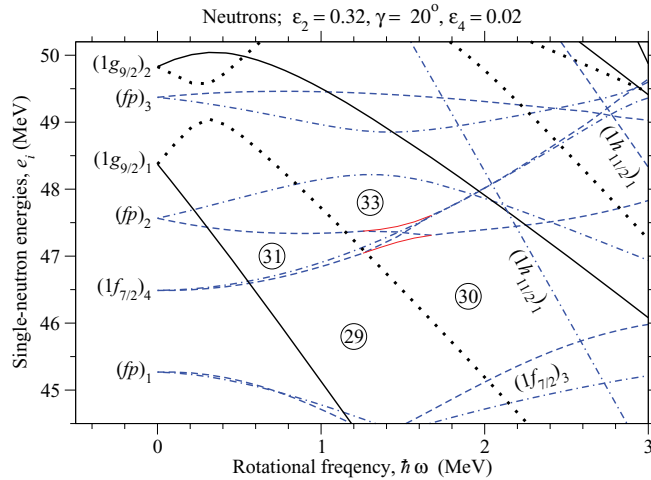 Neutrons; ε₂ = 0.32, γ = 20°, ε₄ = 0.02
Single-neutron energies, eᵢ (MeV)
50
49
48
47
46
45
(1g₉/₂)₂
(fp)₃
(1g₉/₂)₁
(fp)₂
(1f₇/₂)₄
(fp)₁
33
31
30
29
(1h₁₁/₂)₁
(1h₁₁/₂)₁
(1f₇/₂)₃
0
1
2
3
Rotational freqency, ℏ ω (MeV)